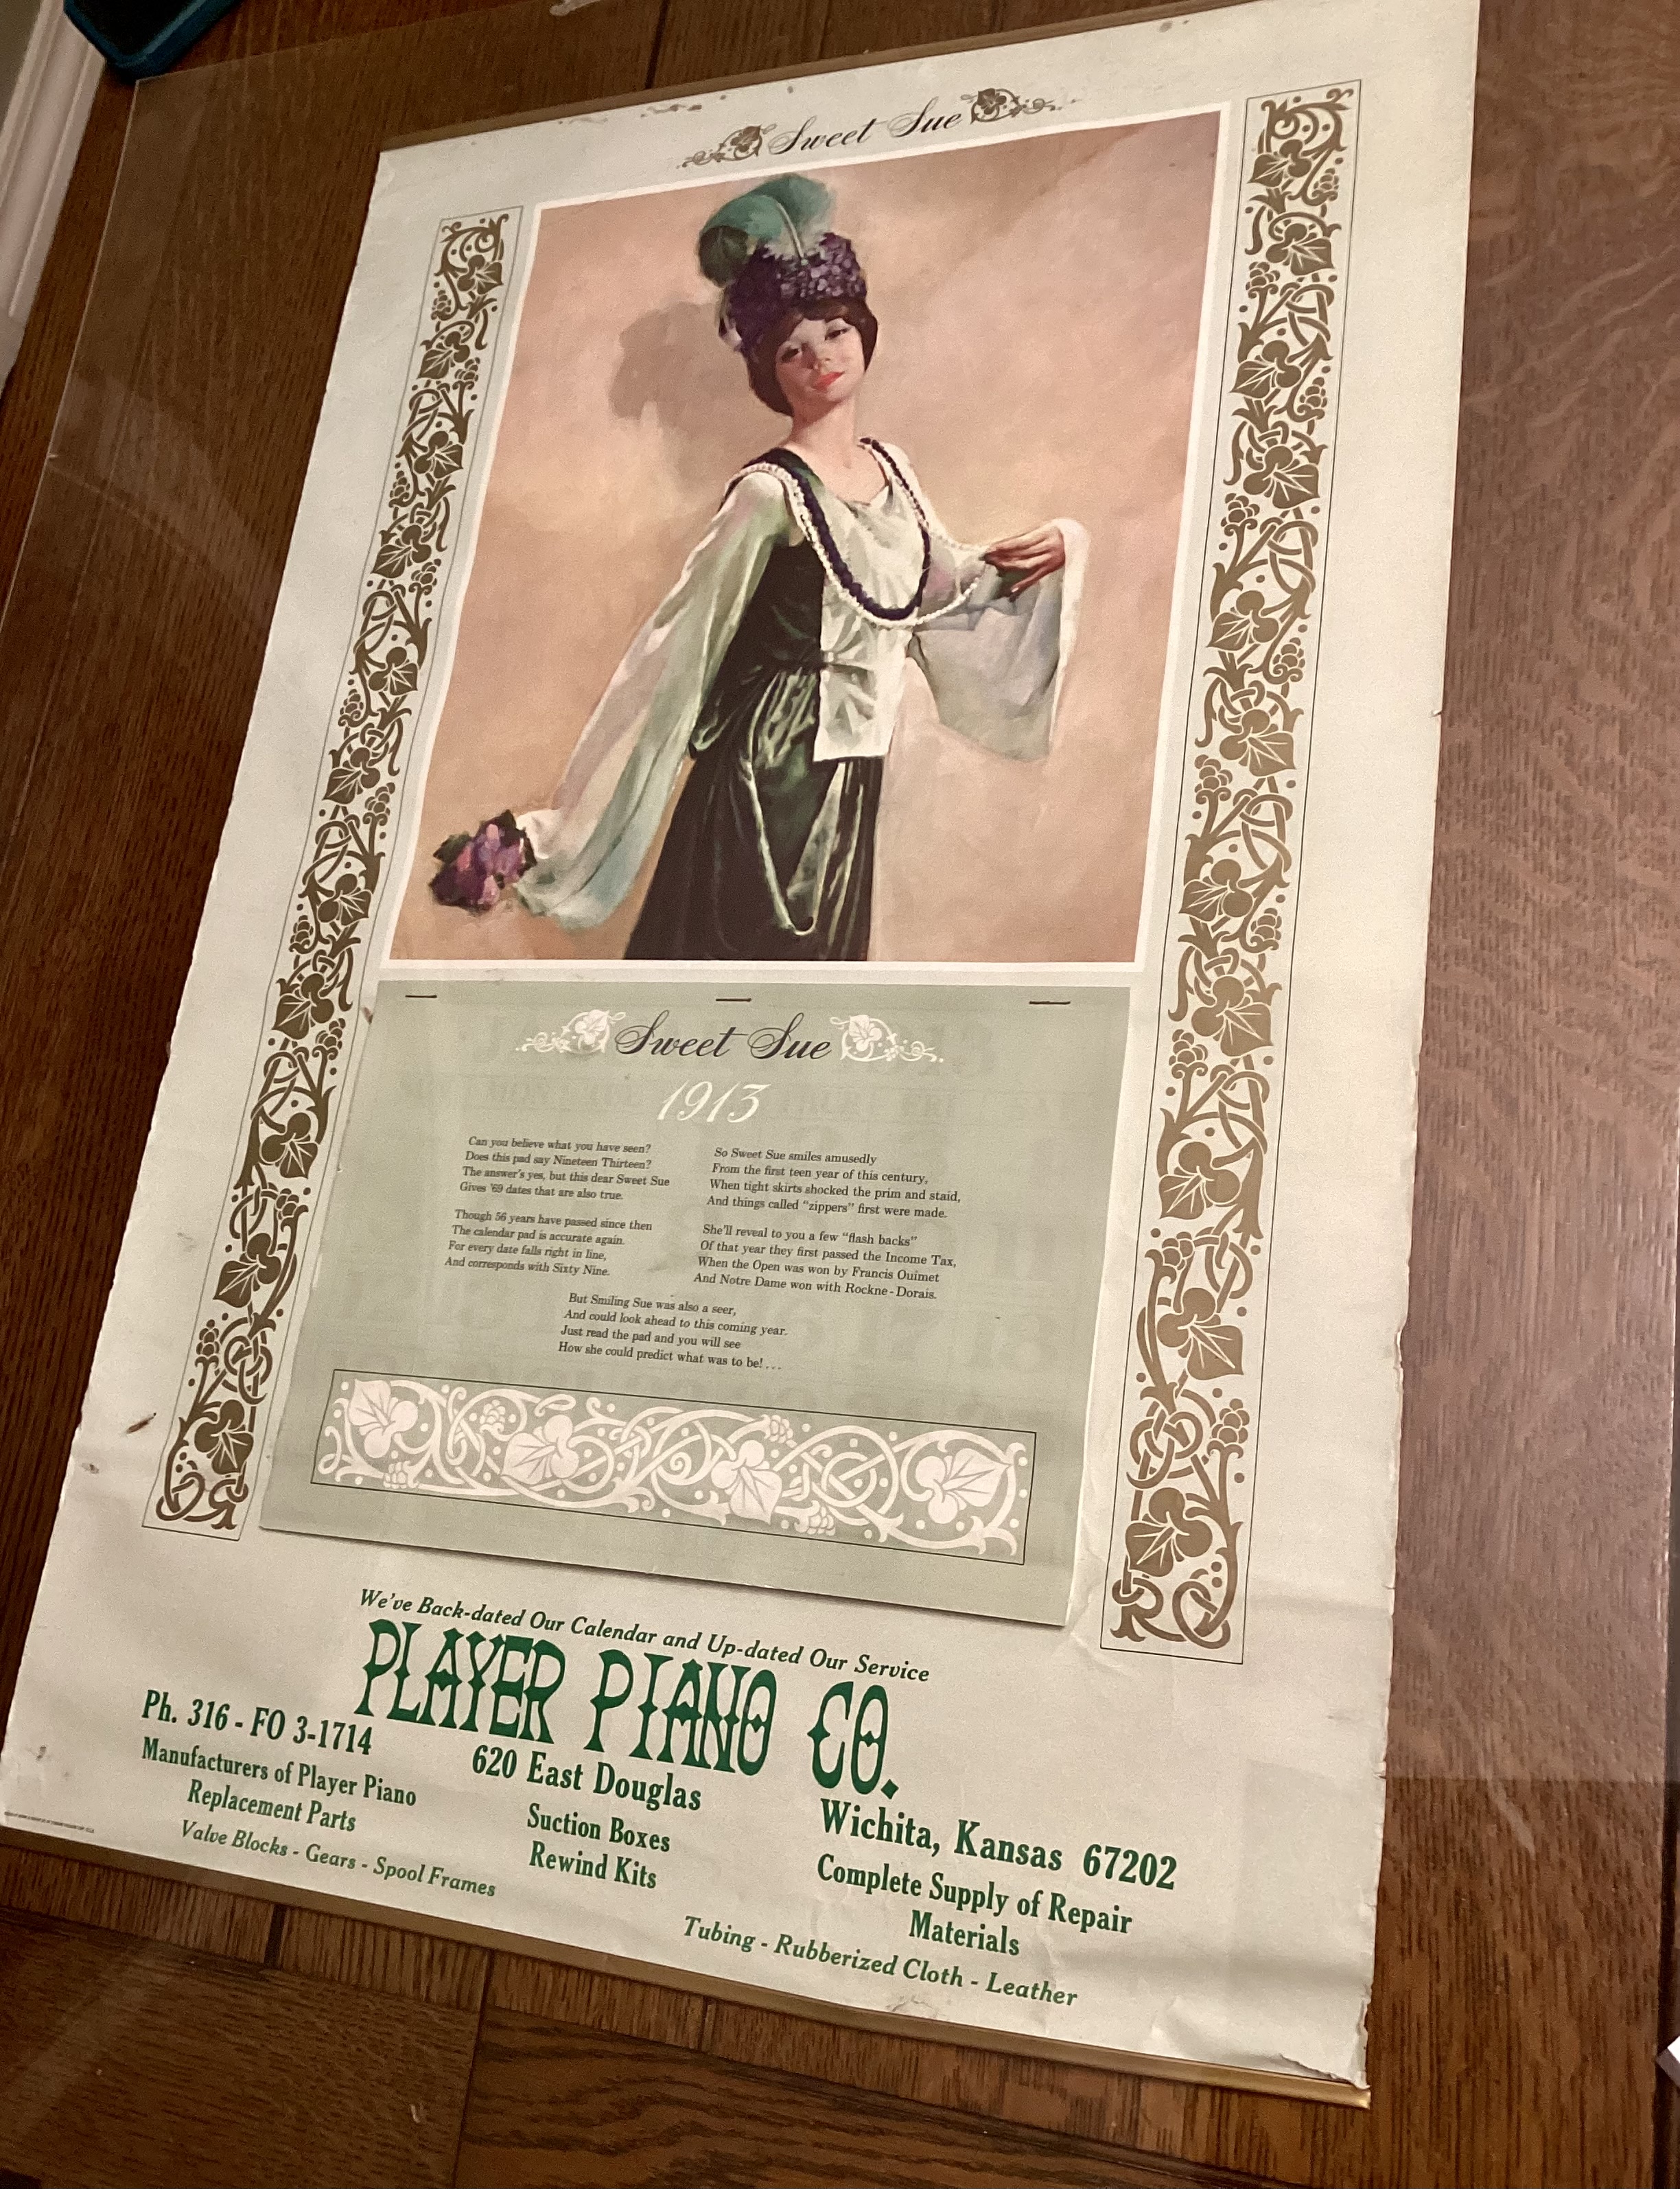 Sweet Sue
Sweet Sue
1913
Can you believe what you have seen?
Does this pad say Nineteen Thirteen?
The answer's yes, but this dear Sweet Sue
Gives '69 dates that are also true.
Though 56 years have passed since then
The calendar pad is accurate again.
For every date falls right in line,
And corresponds with Sixty Nine.
So Sweet Sue smiles amusedly
From the first teen year of this century,
When tight skirts shocked the prim and staid,
And things called "zippers" first were made.
She'll reveal to you a few "flash backs"
Of that year they first passed the Income Tax,
When the Open was won by Francis Ouimet
And Notre Dame won with Rockne - Dorais.
But Smiling Sue was also a seer,
And could look ahead to this coming year.
Just read the pad and you will see
How she could predict what was to be! . . .
We've Back-dated Our Calendar and Up-dated Our Service
PLAYER PIANO CO.
Ph. 316 - FO 3-1714
620 East Douglas
Wichita, Kansas 67202
Manufacturers of Player Piano
Replacement Parts
Valve Blocks - Gears - Spool Frames
Suction Boxes
Rewind Kits
Complete Supply of Repair
Materials
Tubing - Rubberized Cloth - Leather